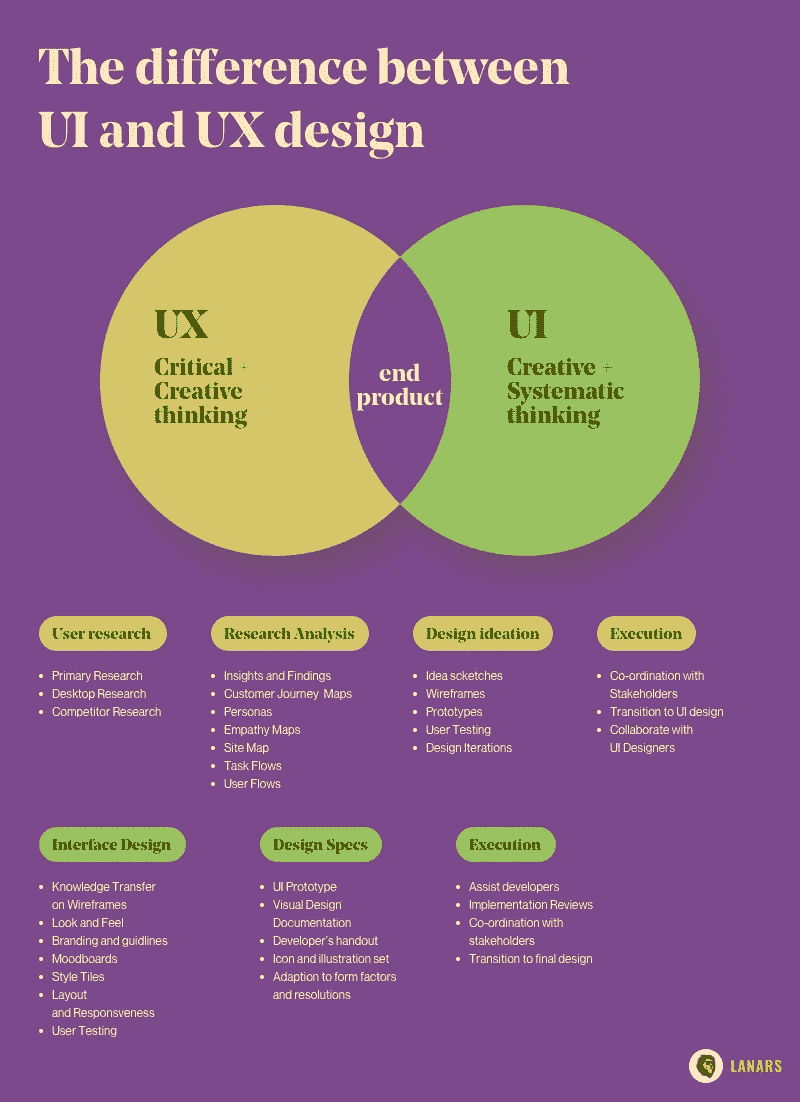 The difference between
UI and UX design
UX
Critical +
Creative
thinking
end
product
UI
Creative +
Systematic
thinking
User research
• Primary Research
• Desktop Research
• Competitor Research
Research Analysis
• Insights and Findings
• Customer Journey Maps
• Personas
• Empathy Maps
• Site Map
• Task Flows
• User Flows
Design ideation
• Idea scketches
• Wireframes
• Prototypes
• User Testing
• Design Iterations
Execution
• Co-ordination with
Stakeholders
• Transition to UI design
• Collaborate with
UI Designers
Interface Design
• Knowledge Transfer
on Wireframes
• Look and Feel
• Branding and guidlines
• Moodboards
• Style Tiles
• Layout
and Responsveness
• User Testing
Design Specs
• UI Prototype
• Visual Design
Documentation
• Developer's handout
• Icon and illustration set
• Adaption to form factors
and resolutions
Execution
• Assist developers
• Implementation Reviews
• Co-ordination with
stakeholders
• Transition to final design
LANARS